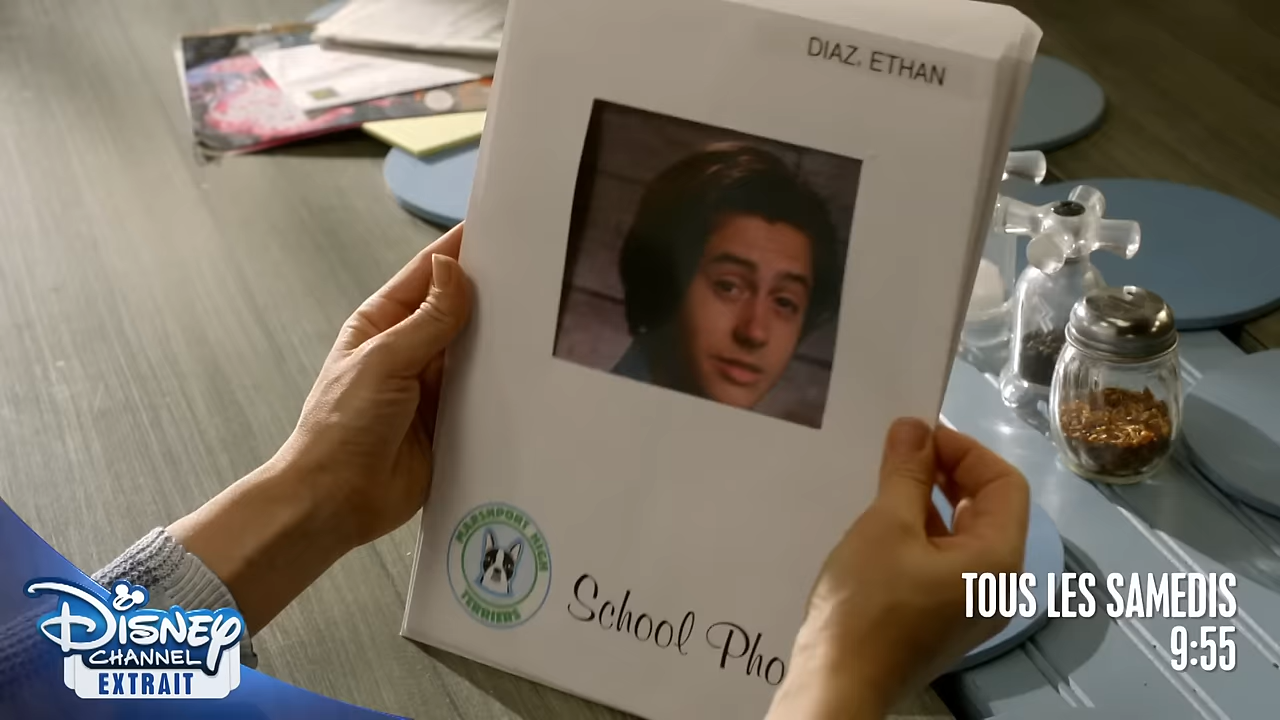 DIAZ, ETHAN
MARSHPORT HIGH
TERRIERS
School Pho
DISNEY
CHANNEL
EXTRAIT
TOUS LES SAMEDIS
9:55